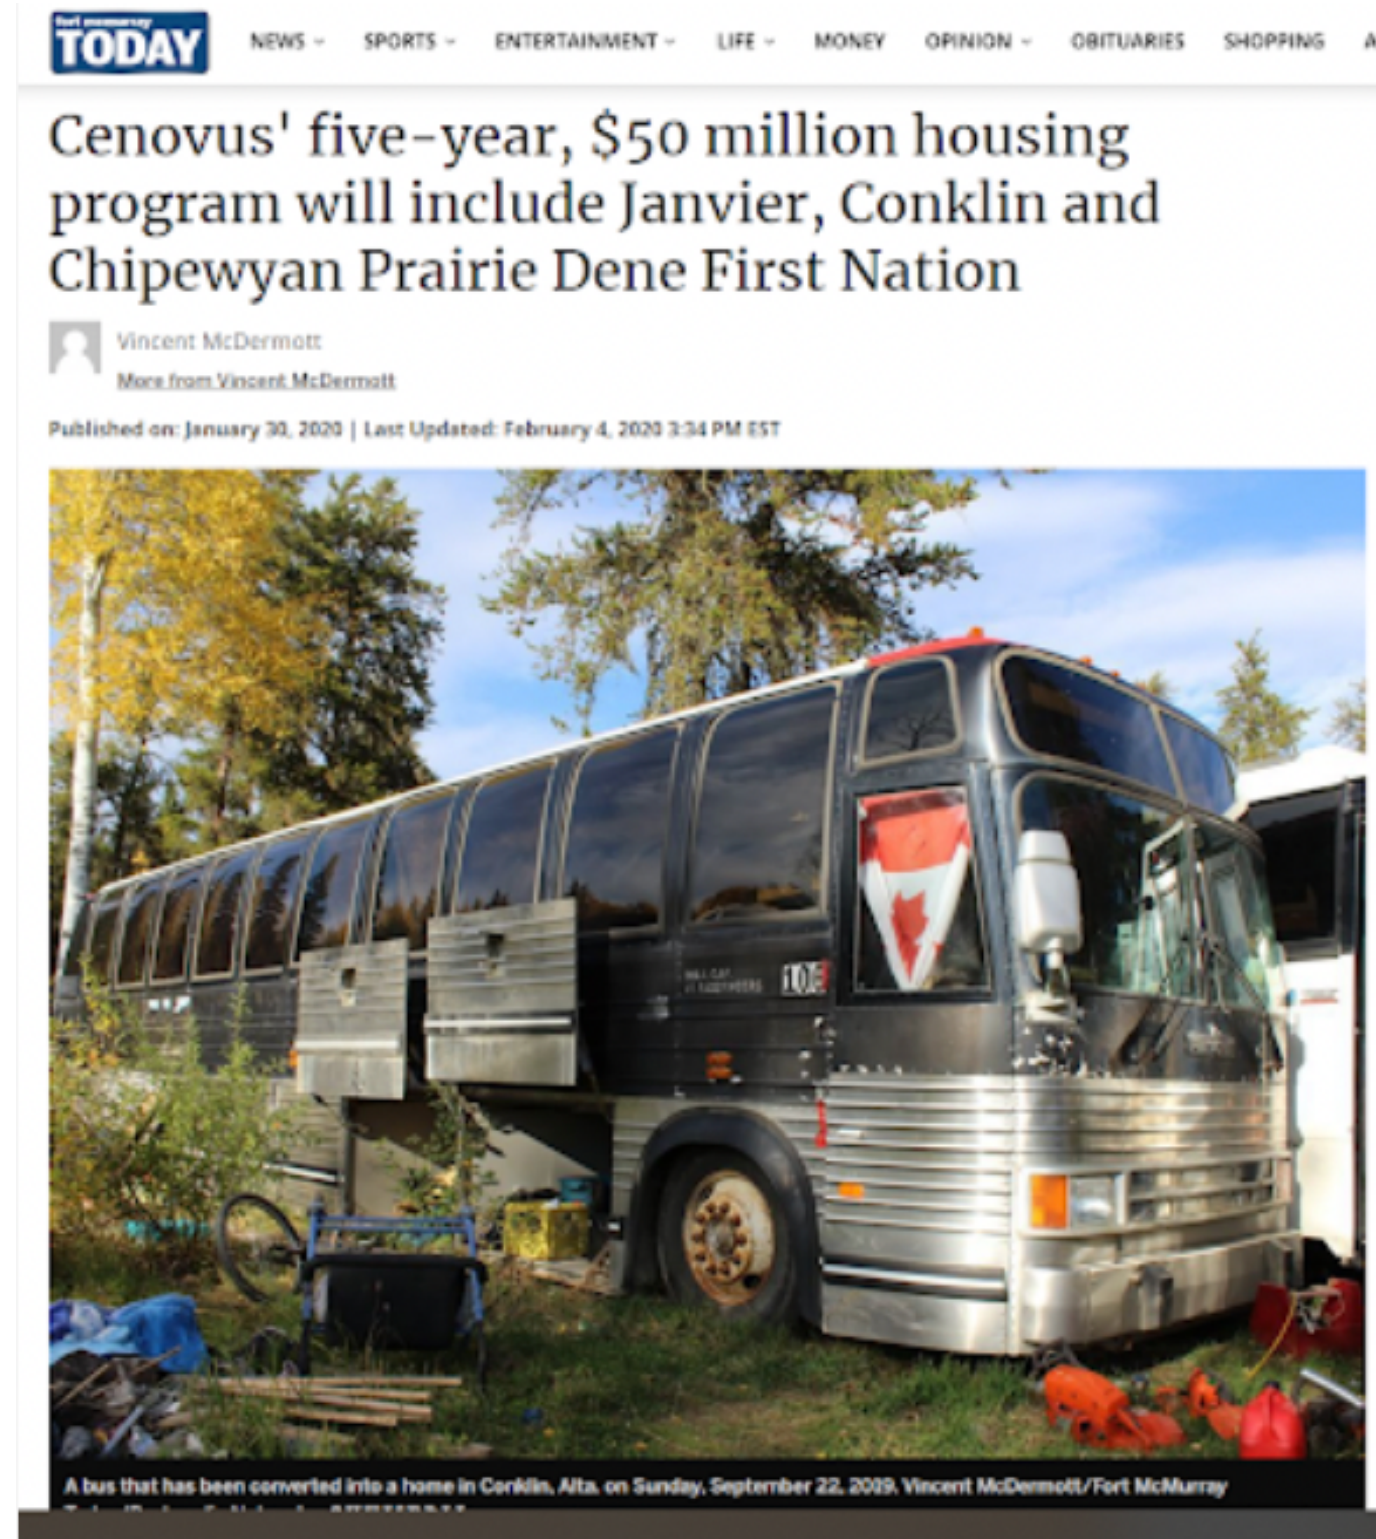 fort mcmurray
TODAY
NEWS SPORTS ENTERTAINMENT LIFE MONEY OPINION OBITUARIES SHOPPING A
Cenovus' five-year, $50 million housing
program will include Janvier, Conklin and
Chipewyan Prairie Dene First Nation
Vincent McDermott
More from Vincent McDermott
Published on: January 30, 2020 | Last Updated: February 4, 2020 3:34 PM EST
106
A bus that has been converted into a home in Conklin, Alta. on Sunday, September 22, 2019. Vincent McDermott/Fort McMurray